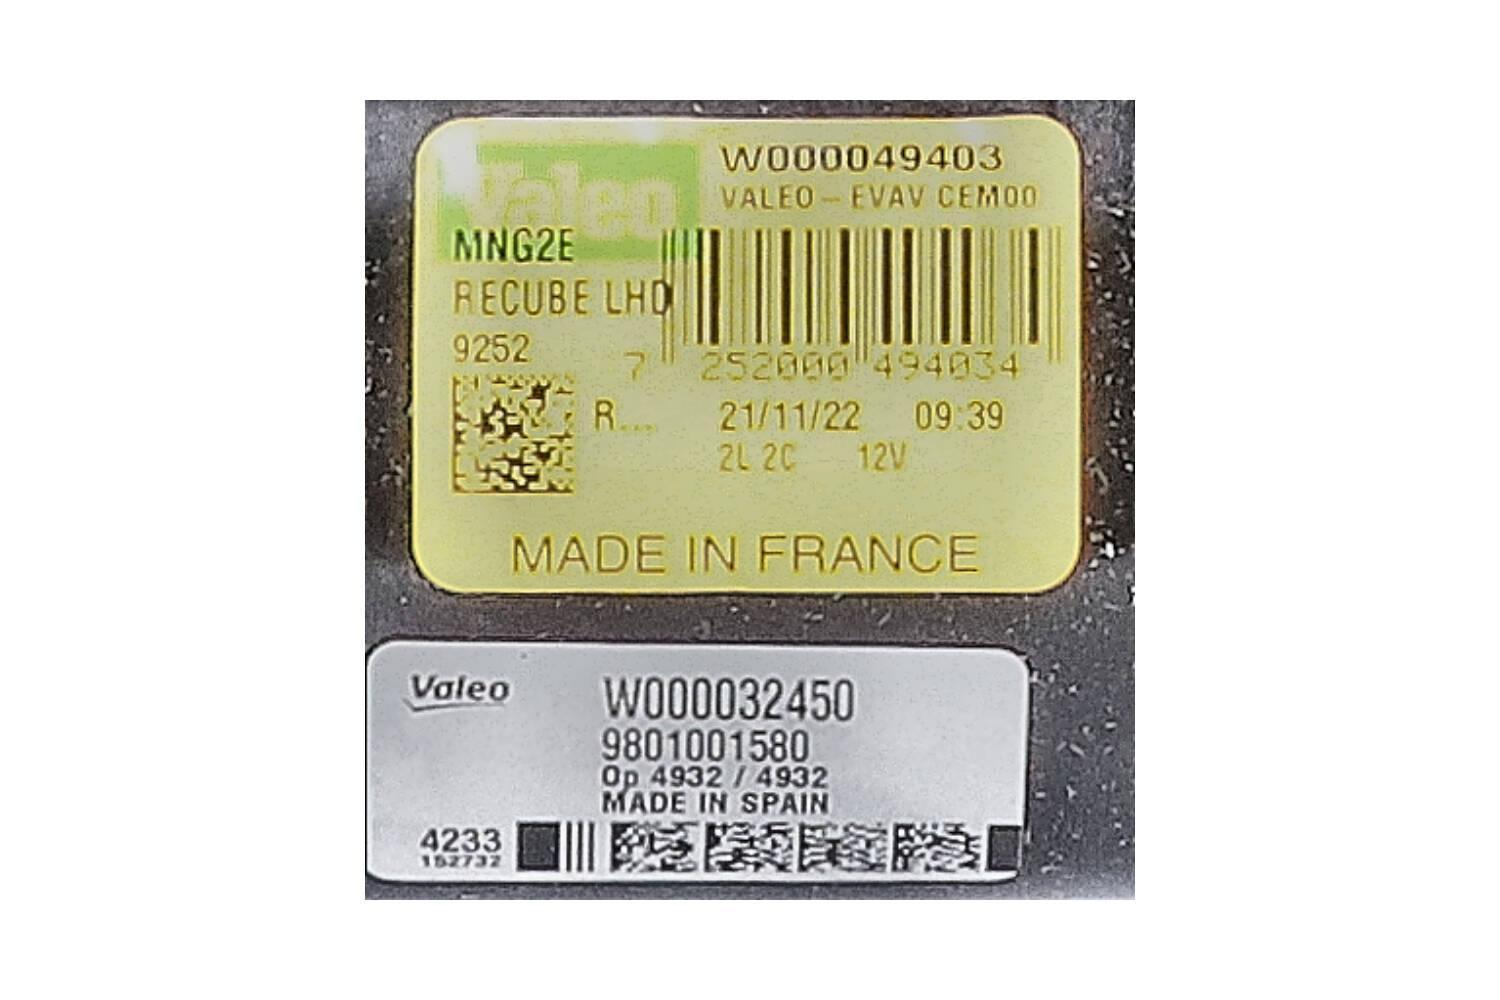 Valeo
W000049403
VALEO - EVAV CEM00
MNG2E
RECUBE LHD
9252
7 252000 494034
R... 21/11/22 09:39
2L 2C 12V
MADE IN FRANCE
Valeo
W000032450
9801001580
Op 4932 / 4932
MADE IN SPAIN
4233
152732